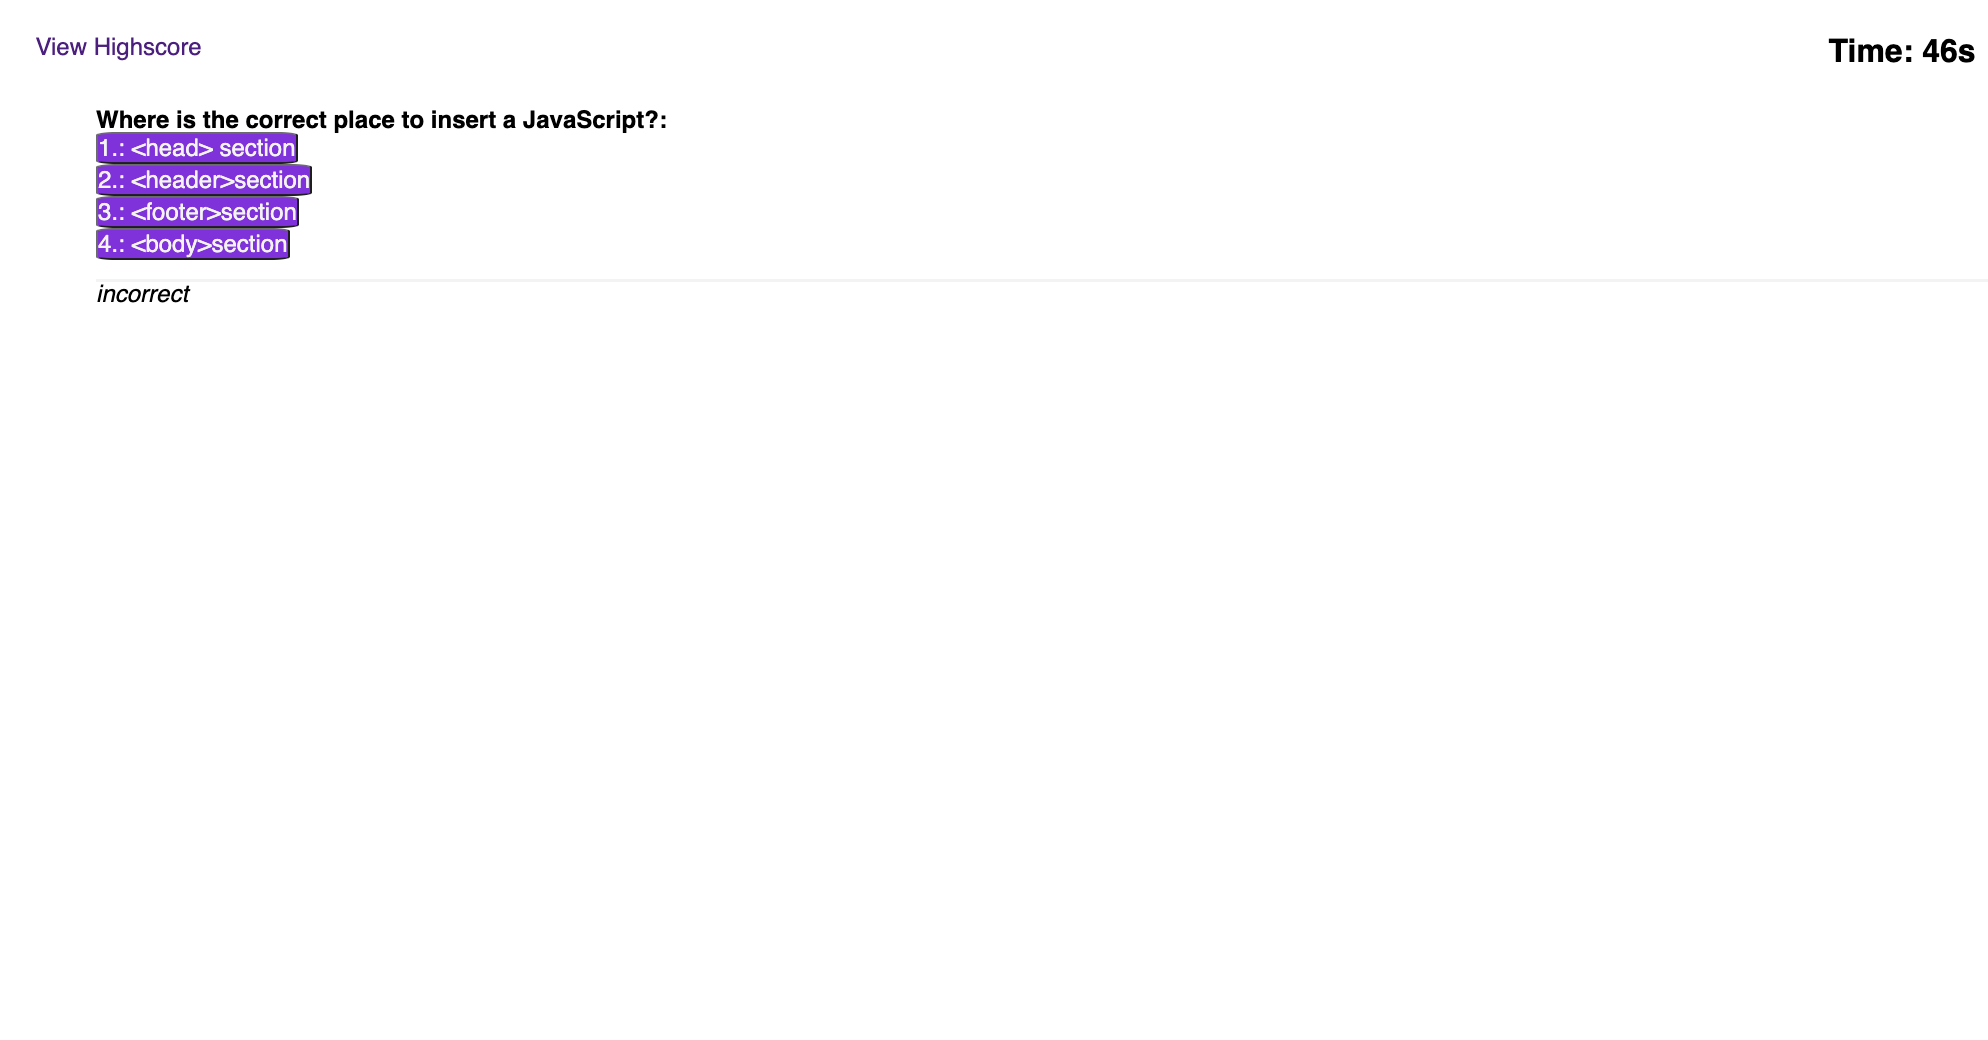 View Highscore
Time: 46s
Where is the correct place to insert a JavaScript?:
1.: <head> section
2.: <header>section
3.: <footer>section
4.: <body>section
incorrect